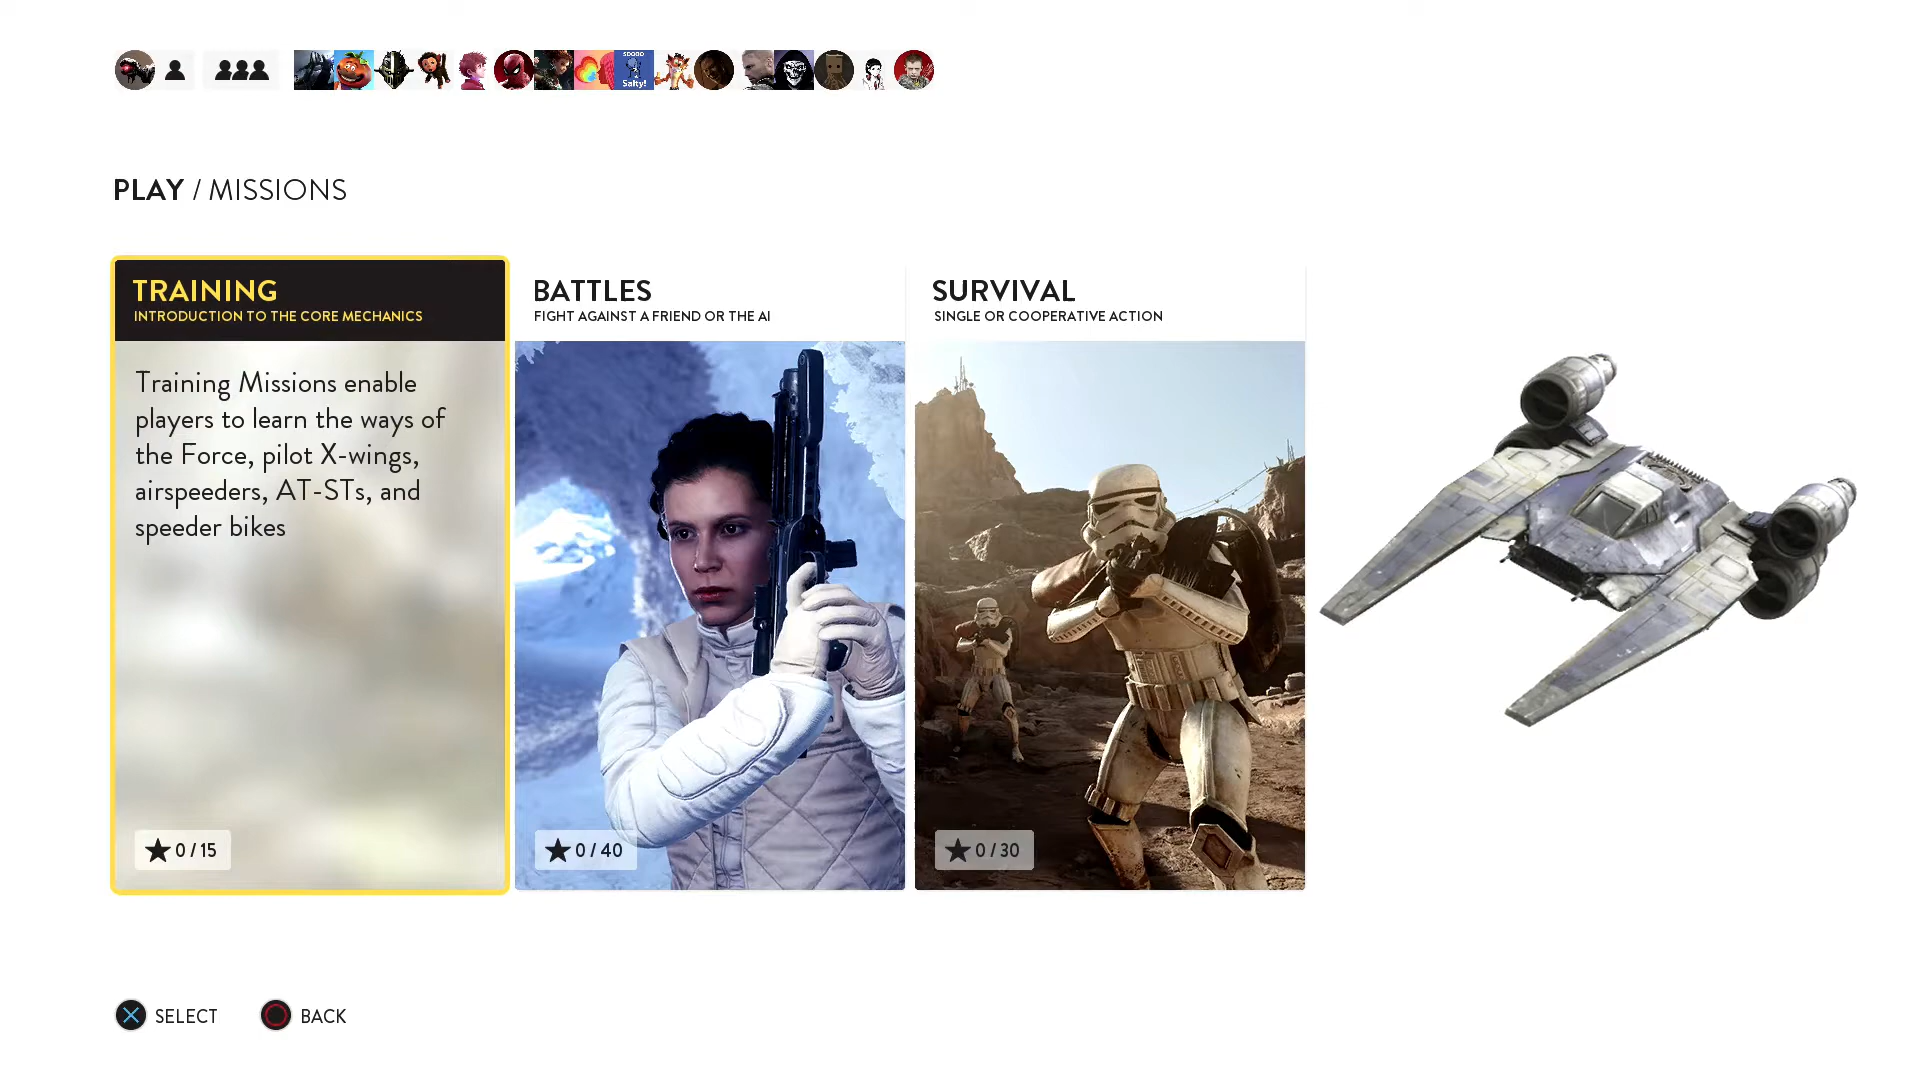 SOOOO
Salty!
PLAY / MISSIONS
TRAINING
INTRODUCTION TO THE CORE MECHANICS
Training Missions enable
players to learn the ways of
the Force, pilot X-wings,
airspeeders, AT-STs, and
speeder bikes
0 / 15
BATTLES
FIGHT AGAINST A FRIEND OR THE AI
0 / 40
SURVIVAL
SINGLE OR COOPERATIVE ACTION
0 / 30
SELECT
BACK